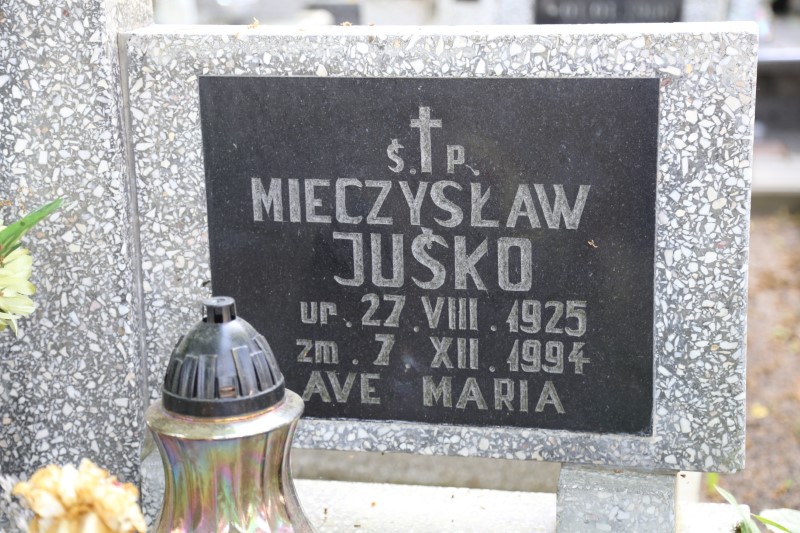 Ś. P.
MIECZYSŁAW
JUŚKO
ur. 27. VIII. 1925
zm. 7 XII. 1994
AVE MARIA